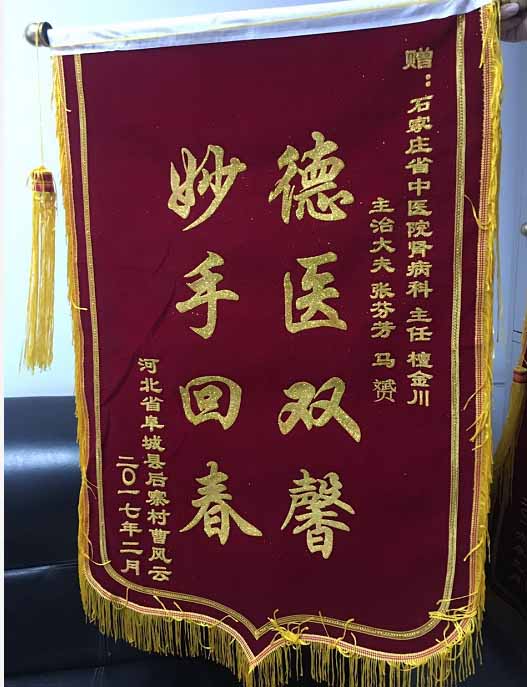 赠：石家庄省中医院肾病科 主任 檀金川
主治大夫 张芬芳 马赟
德医双馨
妙手回春
河北省阜城县后寨村曹风云
二〇一七年二月